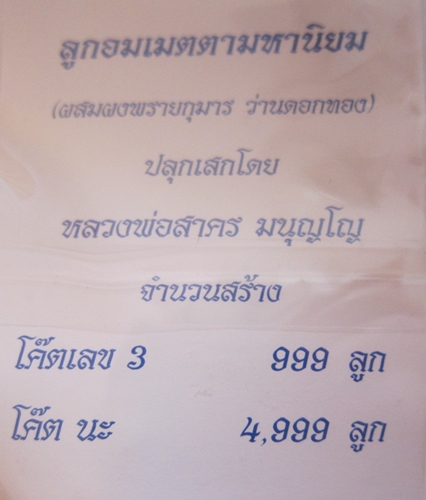 ลูกอมเมตตามหานิยม
(ผสมผงพรายกุมาร ว่านดอกทอง)
ปลุกเสกโดย
หลวงพ่อสาคร มนุญโญ
จำนวนสร้าง
โค๊ตเลข 3 999 ลูก
โค๊ต นะ 4,999 ลูก